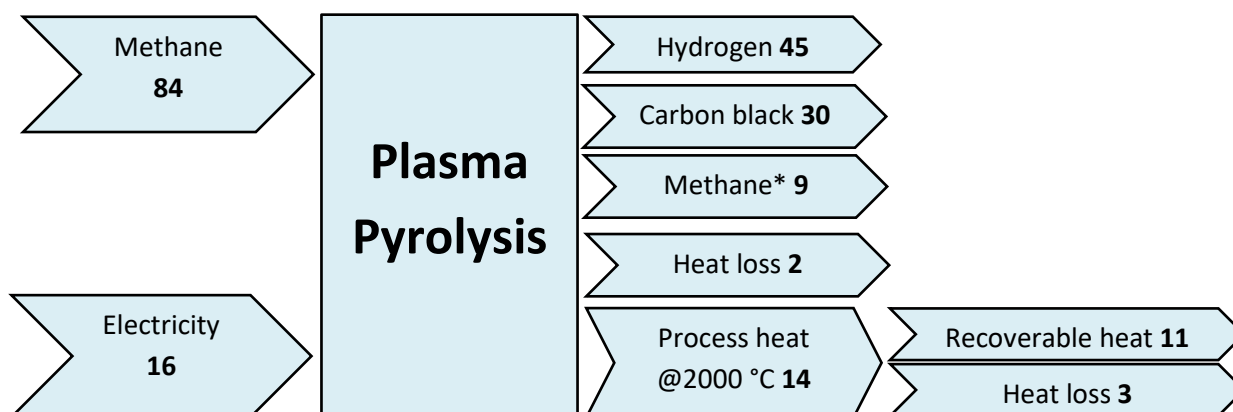 Methane
84
Plasma
Pyrolysis
Electricity
16
Hydrogen 45
Carbon black 30
Methane* 9
Heat loss 2
Process heat
@2000 °C 14
Recoverable heat 11
Heat loss 3